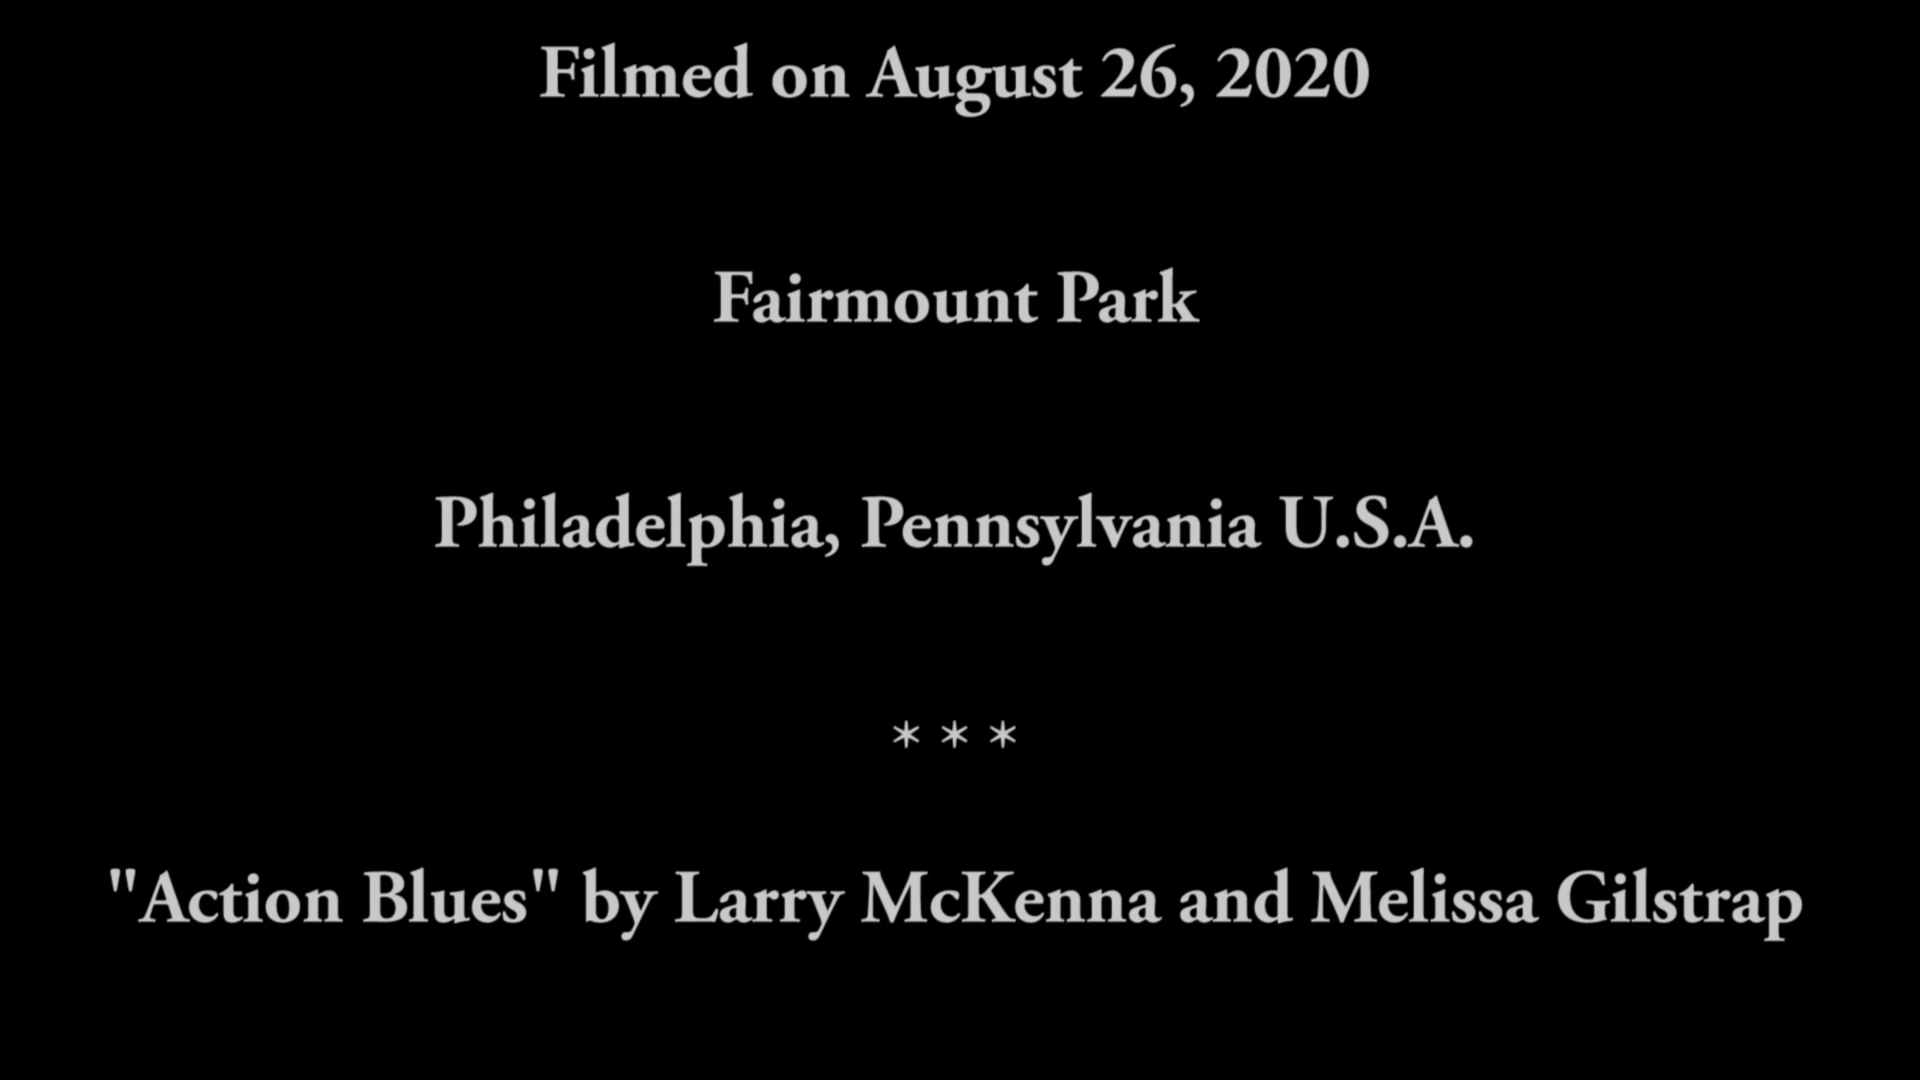 Filmed on August 26, 2020
Fairmount Park
Philadelphia, Pennsylvania U.S.A.
* * *
"Action Blues" by Larry McKenna and Melissa Gilstrap